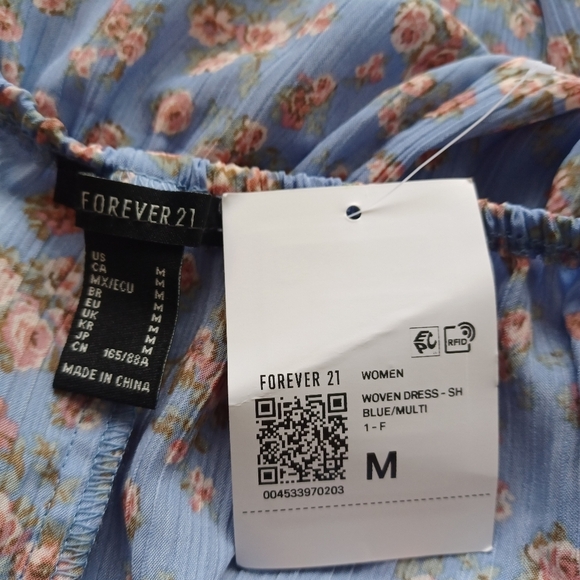 FOREVER 21
US M
CA M
MX/ECU M
BR M
EU M
UK M
KR M
JP M
CN 165/88A
MADE IN CHINA
EPC
RFID
FOREVER 21
WOMEN
WOVEN DRESS - SH
BLUE/MULTI
1 - F
M
004533970203